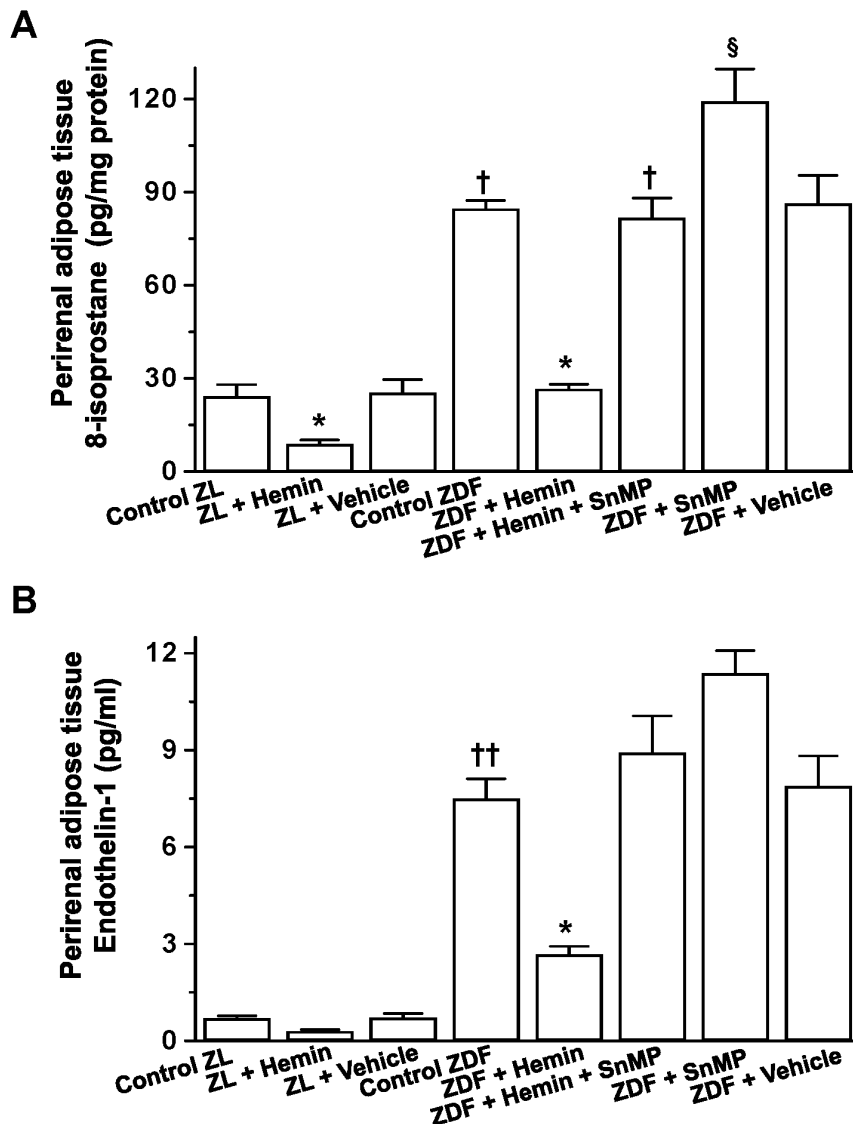 A
Perirenal adipose tissue
8-isoprostane (pg/mg protein)
120
90
60
30
0
*
†
*
†
§
Control ZL
ZL + Hemin
ZL + Vehicle
Control ZDF
ZDF + Hemin
ZDF + Hemin + SnMP
ZDF + SnMP
ZDF + Vehicle
B
Perirenal adipose tissue
Endothelin-1 (pg/ml)
12
9
6
3
0
††
*
Control ZL
ZL + Hemin
ZL + Vehicle
Control ZDF
ZDF + Hemin
ZDF + Hemin + SnMP
ZDF + SnMP
ZDF + Vehicle